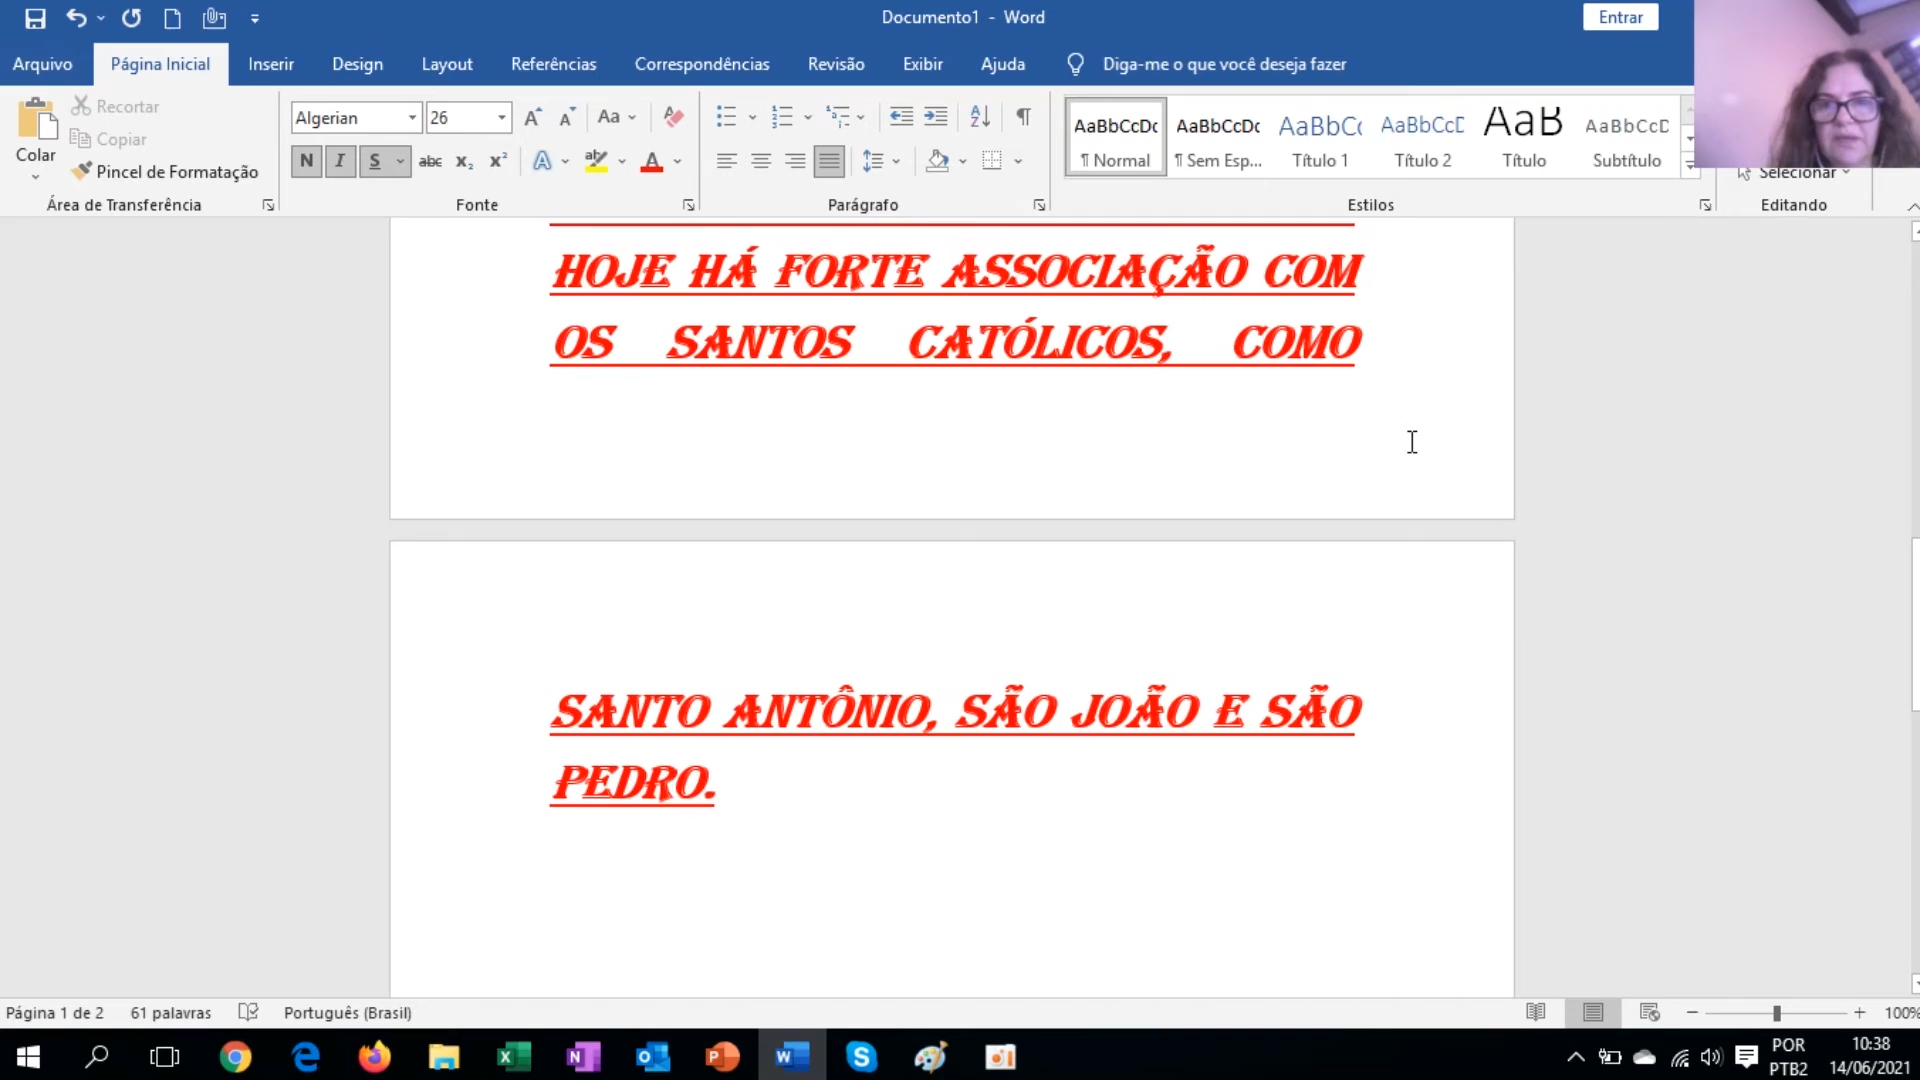 Documento1 - Word
Entrar
Arquivo Página Inicial Inserir Design Layout Referências Correspondências Revisão Exibir Ajuda Diga-me o que você deseja fazer
Colar
Recortar
Copiar
Pincel de Formatação
Área de Transferência
Algerian 26 Aa
N I S abc x₂ x² A A
Fonte
Parágrafo
AaBbCcDc AaBbCcDc AaBbCc AaBbCcD AaB AaBbCcD
¶ Normal ¶ Sem Esp... Título 1 Título 2 Título Subtítulo
Estilos
Selecionar
Editando
HOJE HÁ FORTE ASSOCIAÇÃO COM
OS SANTOS CATÓLICOS, COMO
SANTO ANTÔNIO, SÃO JOÃO E SÃO
PEDRO.
Página 1 de 2 61 palavras Português (Brasil) 100%
POR 10:38
PTB2 14/06/2021